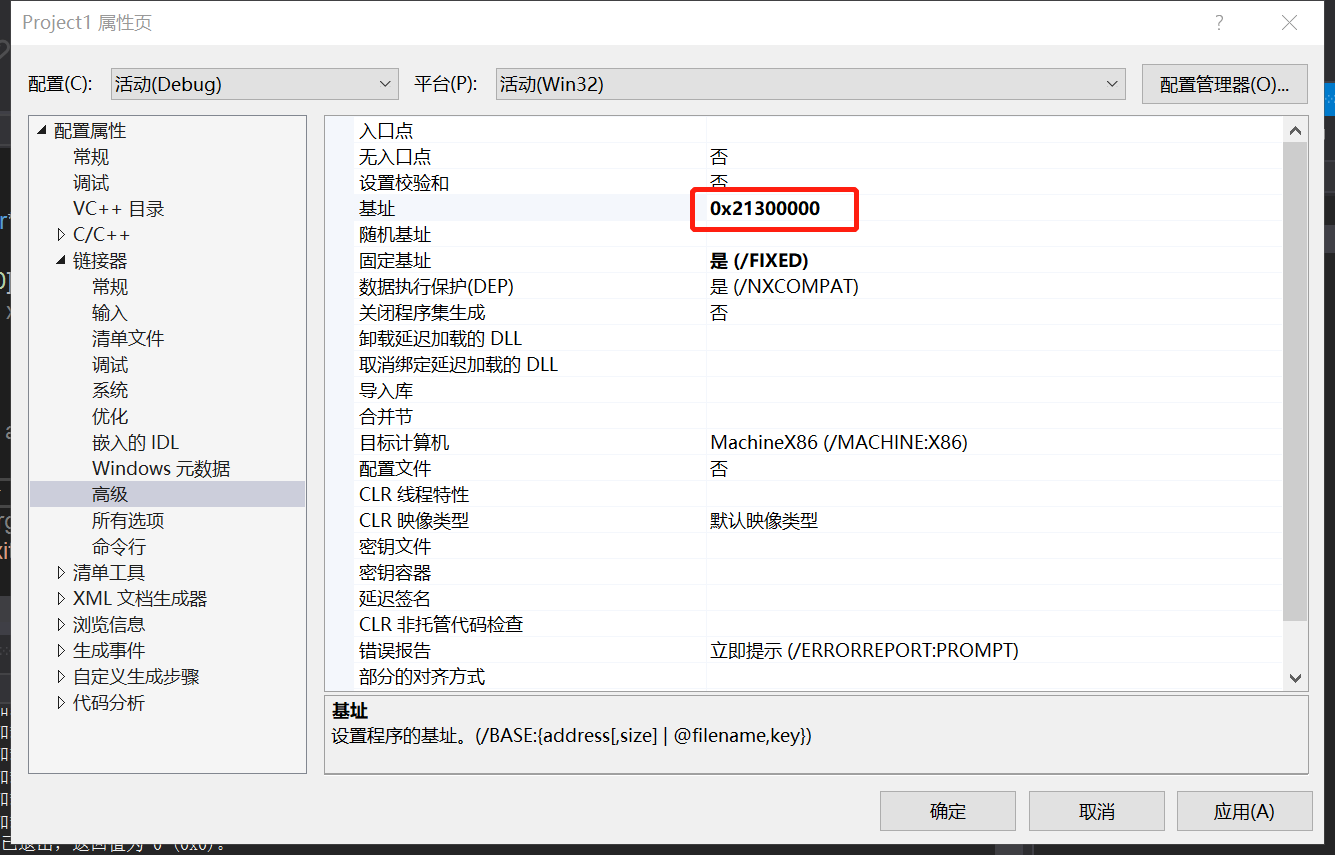 Project1 属性页
配置(C):
活动(Debug)
平台(P):
活动(Win32)
配置管理器(O)...
配置属性
常规
调试
VC++ 目录
C/C++
链接器
常规
输入
清单文件
调试
系统
优化
嵌入的 IDL
Windows 元数据
高级
所有选项
命令行
清单工具
XML 文档生成器
浏览信息
生成事件
自定义生成步骤
代码分析
入口点
无入口点 否
设置校验和 否
基址 0x21300000
随机基址
固定基址 是 (/FIXED)
数据执行保护(DEP) 是 (/NXCOMPAT)
关闭程序集生成 否
卸载延迟加载的 DLL
取消绑定延迟加载的 DLL
导入库
合并节
目标计算机 MachineX86 (/MACHINE:X86)
配置文件 否
CLR 线程特性
CLR 映像类型 默认映像类型
密钥文件
密钥容器
延迟签名
CLR 非托管代码检查
错误报告 立即提示 (/ERRORREPORT:PROMPT)
部分的对齐方式
基址
设置程序的基址。(/BASE:{address[,size] | @filename,key})
确定
取消
应用(A)